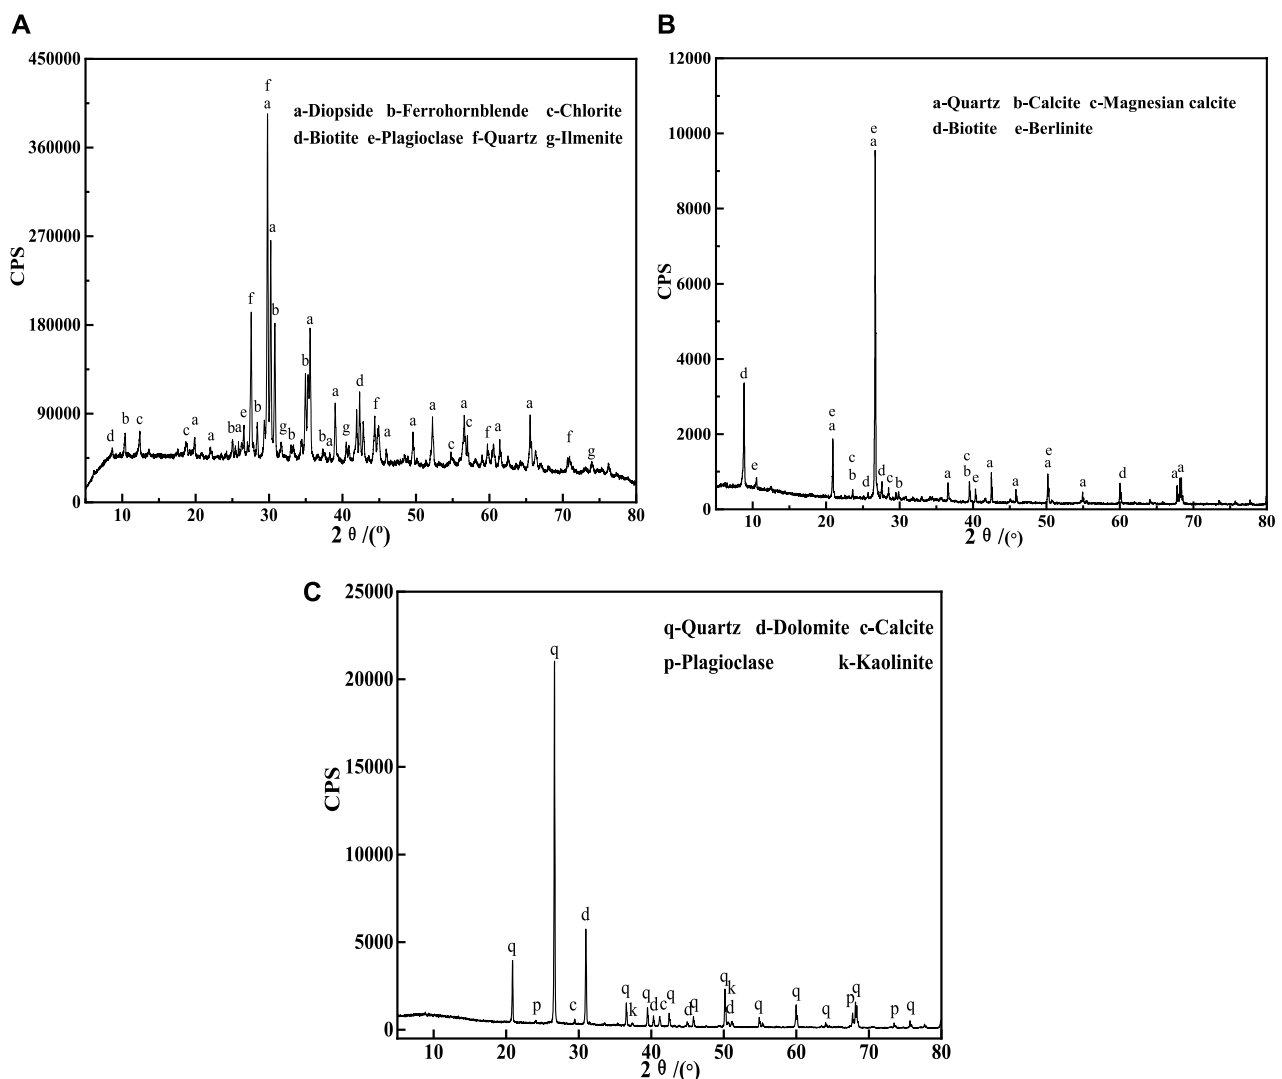 A
450000
360000
270000
180000
90000
0
CPS
a-Diopside b-Ferrohornblende c-Chlorite
d-Biotite e-Plagioclase f-Quartz g-Ilmenite
f
a
a
f
b
a
b
d
b
c
c
a
a
b
a
e
b
g
b
b
a
a
g
d
f
a
a
a
c
a
c
f
a
a
f
g
10 20 30 40 50 60 70 80
2 θ /(°)
B
12000
10000
8000
6000
4000
2000
0
CPS
a-Quartz b-Calcite c-Magnesian calcite
d-Biotite e-Berlinite
e
a
d
e
e
a
c
b
d
d
c
b
a
c
b
e
a
a
e
a
a
d
a
a
10 20 30 40 50 60 70 80
2 θ /(°)
C
25000
20000
15000
10000
5000
0
CPS
q-Quartz d-Dolomite c-Calcite
p-Plagioclase k-Kaolinite
q
q
p
c
d
q
k
q
d
c
q
d
q
q
k
d
q
q
q
p
q
p
q
10 20 30 40 50 60 70 80
2 θ /(°)